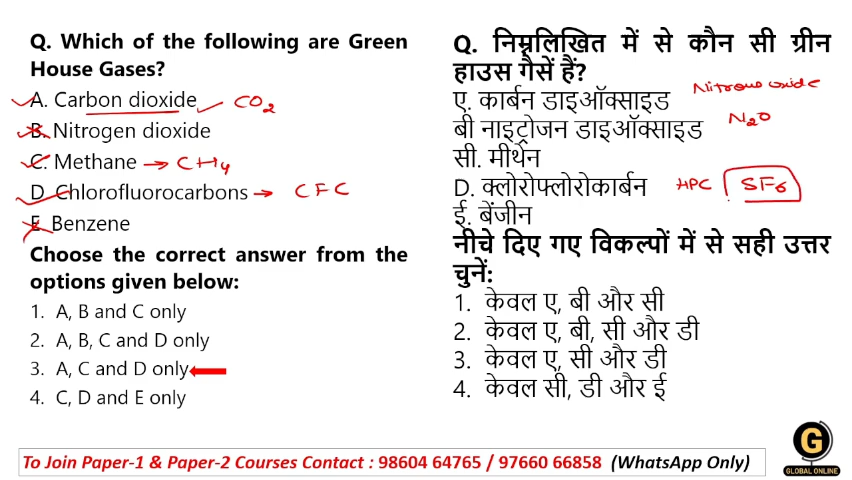 Q. Which of the following are Green
House Gases?
A. Carbon dioxide CO2
B. Nitrogen dioxide
C. Methane → CH4
D. Chlorofluorocarbons → CFC
E. Benzene
Choose the correct answer from the
options given below:
1. A, B and C only
2. A, B, C and D only
3. A, C and D only
4. C, D and E only
Q. निम्नलिखित में से कौन सी ग्रीन
हाउस गैसें हैं?
Nitrous oxide
ए. कार्बन डाइऑक्साइड
N2O
बी नाइट्रोजन डाइऑक्साइड
सी. मीथेन
D. क्लोरोफ्लोरोकार्बन HPC SF6
ई. बेंजीन
नीचे दिए गए विकल्पों में से सही उत्तर
चुनें:
1. केवल ए, बी और सी
2. केवल ए, बी, सी और डी
3. केवल ए, सी और डी
4. केवल सी, डी और ई
G
GLOBAL ONLINE
To Join Paper-1 & Paper-2 Courses Contact : 98604 64765 / 97660 66858 (WhatsApp Only)